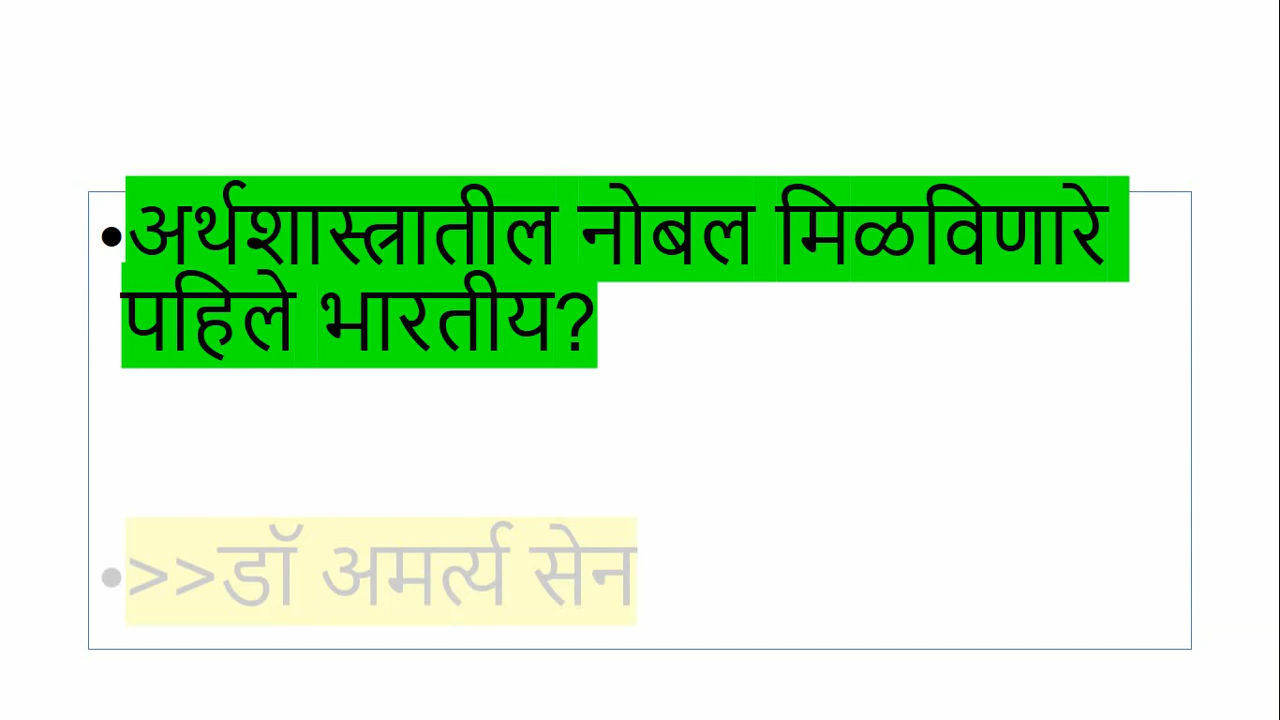 •अर्थशास्त्रातील नोबल मिळविणारे
पहिले भारतीय?
•>>डॉ अमर्त्य सेन